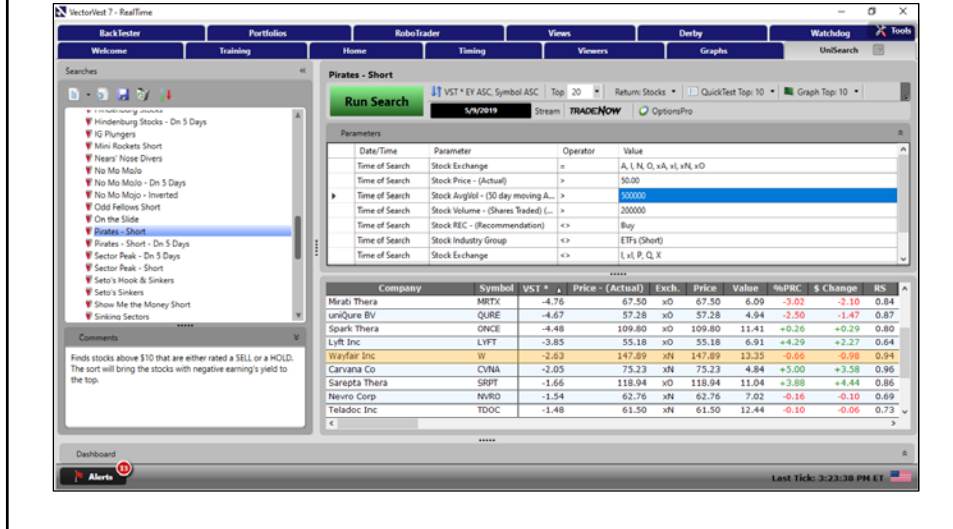 VectorVest 7 - RealTime
BackTester Portfolios RoboTrader Views Derby Watchdog Tools
Welcome Training Home Timing Viewers Graphs UniSearch
Searches
Hindenburg Stocks
Hindenburg Stocks - Dn 5 Days
IG Plungers
Mini Rockets Short
Nears' Nose Divers
No Mo MoJo
No Mo MoJo - Dn 5 Days
No Mo Mojo - Inverted
Odd Fellows Short
On the Slide
Pirates - Short
Pirates - Short - Dn 5 Days
Sector Peak - Dn 5 Days
Sector Peak - Short
Seto's Hook & Sinkers
Seto's Sinkers
Show Me the Money Short
Sinking Sectors
Comments
Finds stocks above $10 that are either rated a SELL or a HOLD.
The sort will bring the stocks with negative earning's yield to
the top.
Pirates - Short
Run Search
VST * EY ASC, Symbol ASC Top 20 Return: Stocks QuickTest Top: 10 Graph Top: 10
5/9/2019 Stream TRADENOW OptionsPro
Parameters
Date/Time Parameter Operator Value
Time of Search Stock Exchange = A, I, N, O, xA, xI, xN, xO
Time of Search Stock Price - (Actual) > 50.00
Time of Search Stock AvgVol - (50 day moving A... > 500000
Time of Search Stock Volume - (Shares Traded) (... > 200000
Time of Search Stock REC - (Recommendation) <> Buy
Time of Search Stock Industry Group <> ETFs (Short)
Time of Search Stock Exchange <> I, xI, P, Q, X
Company Symbol VST * Price - (Actual) Exch. Price Value %PRC $ Change RS
Mirati Thera MRTX -4.76 67.50 xO 67.50 6.09 -3.02 -2.10 0.84
uniQure BV QURE -4.67 57.28 xO 57.28 4.94 -2.50 -1.47 0.87
Spark Thera ONCE -4.48 109.80 xO 109.80 11.41 +0.26 +0.29 0.80
Lyft Inc LYFT -3.85 55.18 xO 55.18 6.91 +4.29 +2.27 0.64
Wayfair Inc W -2.63 147.89 xN 147.89 13.35 -0.66 -0.98 0.94
Carvana Co CVNA -2.05 75.23 xN 75.23 4.84 +5.00 +3.58 0.96
Sarepta Thera SRPT -1.66 118.94 xO 118.94 11.04 +3.88 +4.44 0.86
Nevro Corp NVRO -1.54 62.76 xN 62.76 7.02 -0.16 -0.10 0.69
Teladoc Inc TDOC -1.48 61.50 xN 61.50 12.44 -0.10 -0.06 0.73
Dashboard
Alerts 13
Last Tick: 3:23:38 PM ET